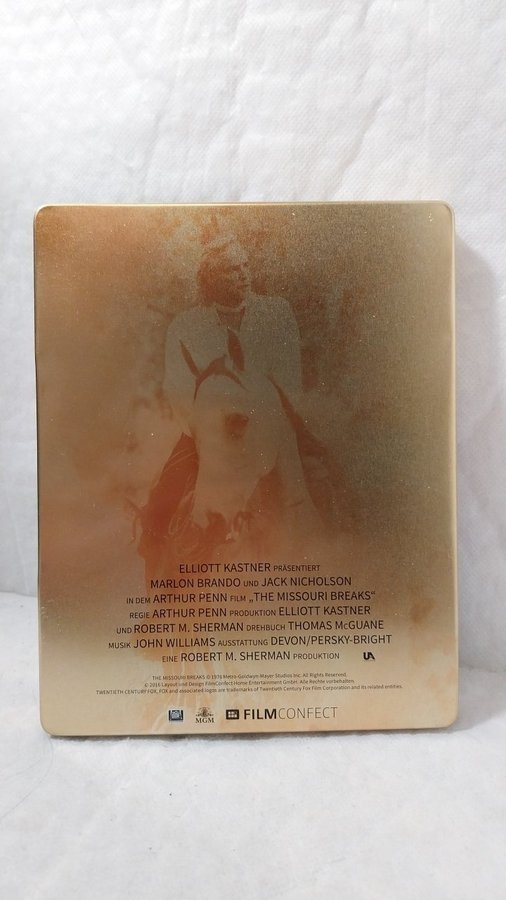 ELLIOTT KASTNER PRÄSENTIERT
MARLON BRANDO UND JACK NICHOLSON
IN DEM ARTHUR PENN FILM „THE MISSOURI BREAKS“
REGIE ARTHUR PENN PRODUKTION ELLIOTT KASTNER
UND ROBERT M. SHERMAN DREHBUCH THOMAS McGUANE
MUSIK JOHN WILLIAMS AUSSTATTUNG DEVON/PERSKY-BRIGHT
EINE ROBERT M. SHERMAN PRODUKTION UA
THE MISSOURI BREAKS © 1976 Metro-Goldwyn-Mayer Studios Inc. All Rights Reserved.
© 2016 Layout und Design FilmConfect Home Entertainment GmbH. Alle Rechte vorbehalten.
TWENTIETH CENTURY FOX, FOX and associated logos are trademarks of Twentieth Century Fox Film Corporation and its related entities.
MGM FILMCONFECT